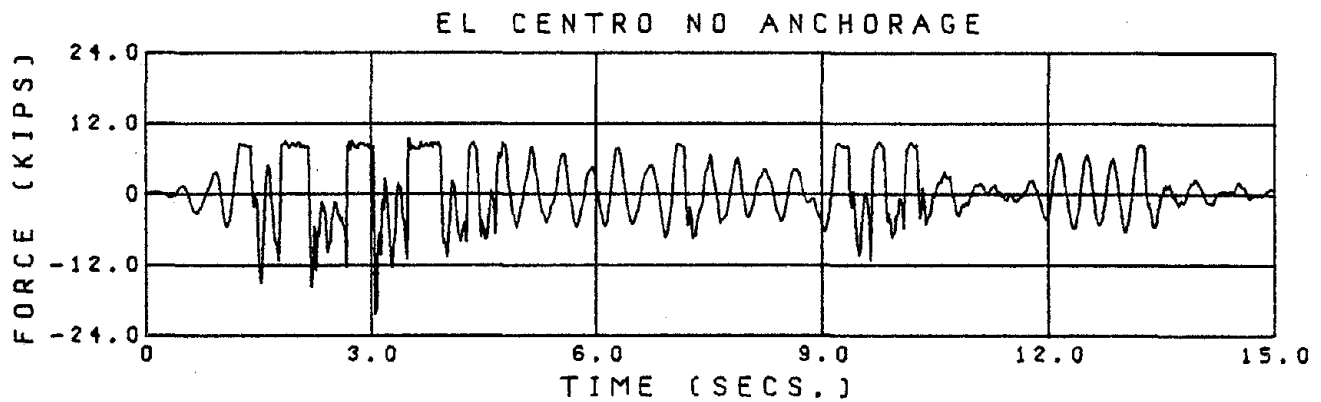 EL CENTRO NO ANCHORAGE
FORCE (KIPS)
24.0
12.0
0
-12.0
-24.0
0 3.0 6.0 9.0 12.0 15.0
TIME (SECS.)